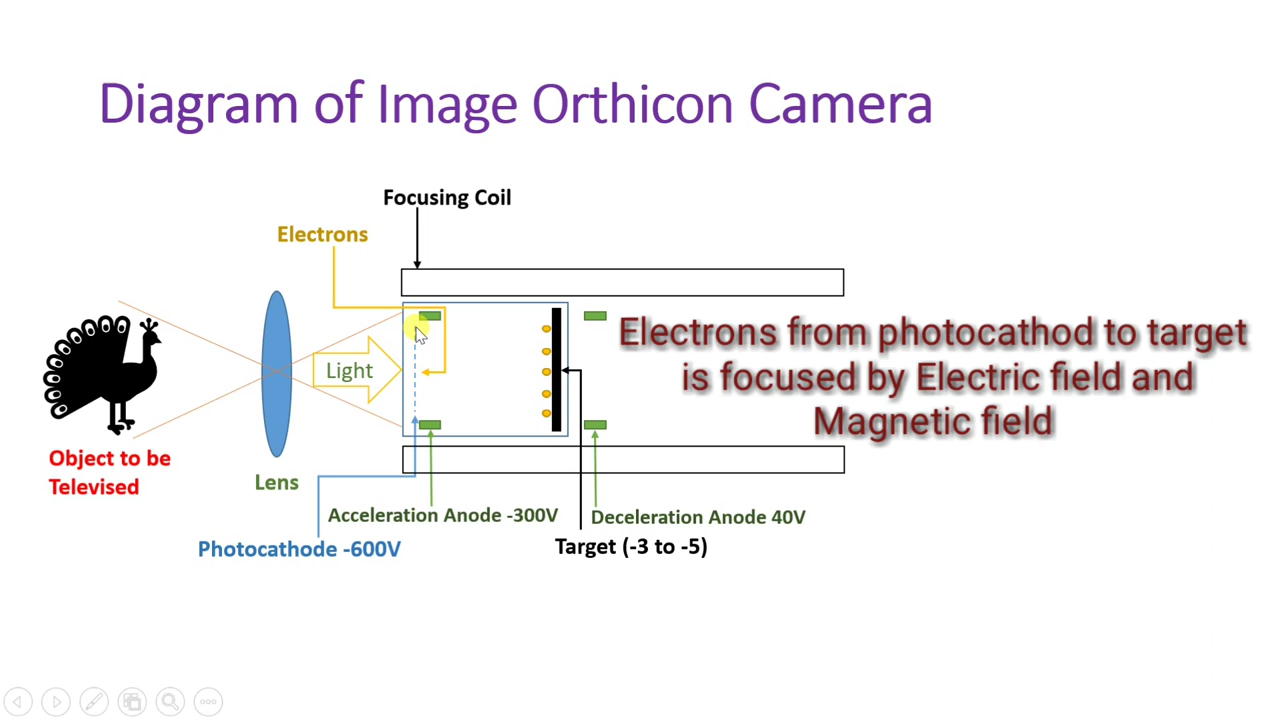 Diagram of Image Orthicon Camera
Focusing Coil
Electrons
Light
Electrons from photocathod to target
is focused by Electric field and
Magnetic field
Object to be
Televised
Lens
Acceleration Anode -300V
Deceleration Anode 40V
Photocathode -600V
Target (-3 to -5)